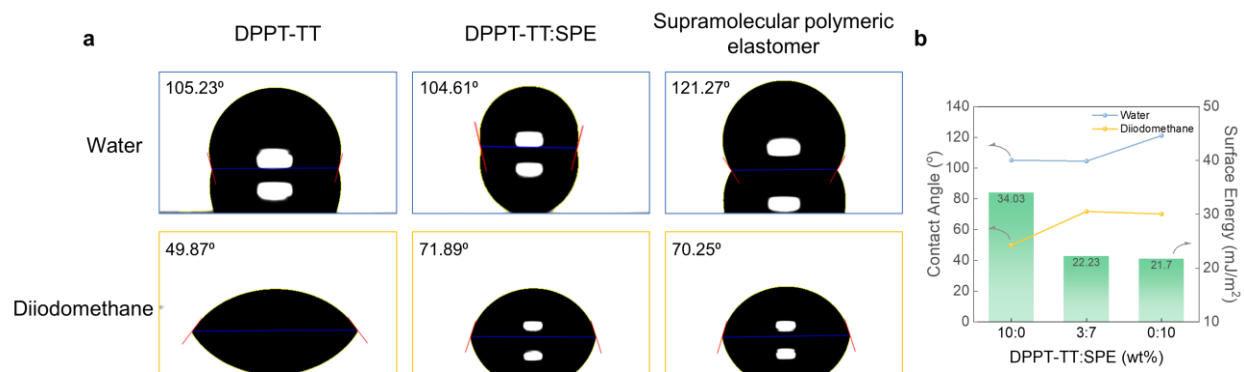 a
DPPT-TT
DPPT-TT:SPE
Supramolecular polymeric
elastomer
Water
105.23º
104.61º
121.27º
Diiodomethane
49.87º
71.89º
70.25º
b
Contact Angle (º)
140
120
100
80
60
40
20
0
Water
Diiodomethane
34.03
22.23
21.7
50
40
30
20
10
Surface Energy (mJ/m²)
10:0
3:7
0:10
DPPT-TT:SPE (wt%)